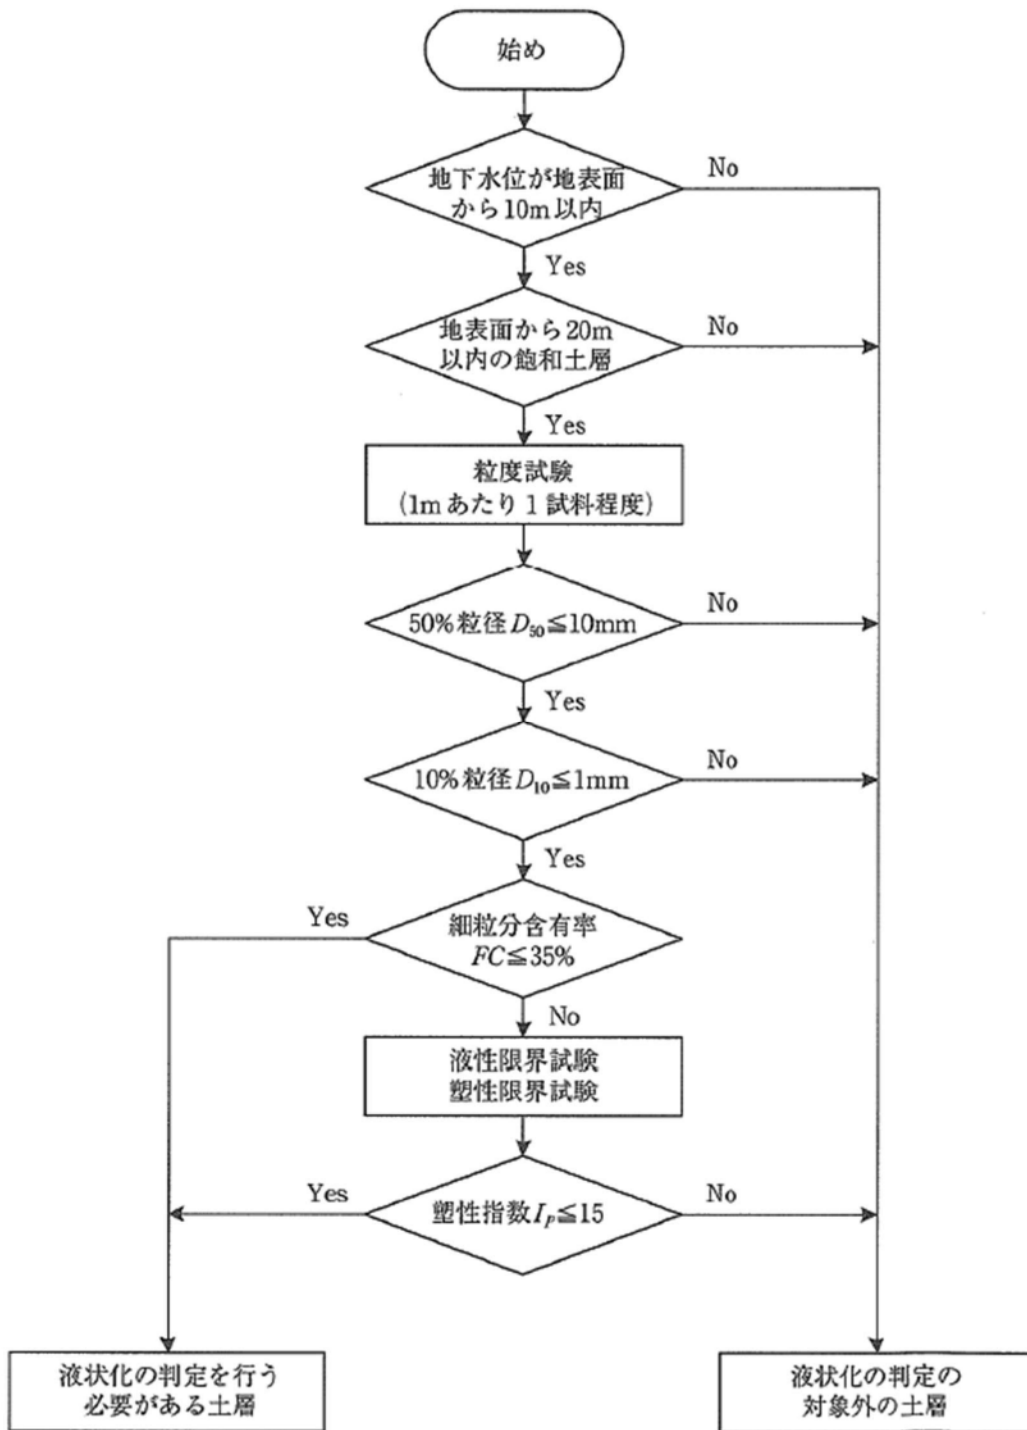 始め
地下水位が地表面
から10m以内
No
Yes
地表面から20m
以内の飽和土層
No
Yes
粒度試験
(1mあたり1試料程度)
50%粒径D50≦10mm
No
Yes
10%粒径D10≦1mm
No
Yes
細粒分含有率
FC≦35%
Yes
No
液性限界試験
塑性限界試験
塑性指数IP≦15
Yes
No
液状化の判定を行う
必要がある土層
液状化の判定の
対象外の土層